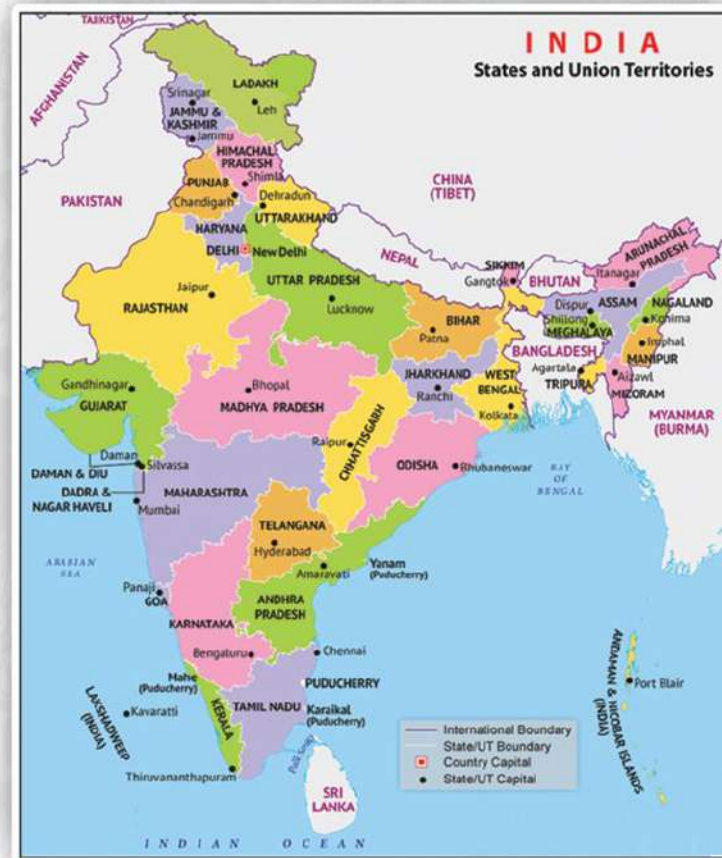 INDIA
States and Union Territories
TAJIKISTAN
AFGHANISTAN
PAKISTAN
CHINA
(TIBET)
NEPAL
BHUTAN
BANGLADESH
MYANMAR
(BURMA)
SRI
LANKA
LADAKH
Leh
Srinagar
JAMMU &
KASHMIR
Jammu
HIMACHAL
PRADESH
Shimla
PUNJAB
Chandigarh
Dehradun
UTTARAKHAND
HARYANA
DELHI
New Delhi
RAJASTHAN
Jaipur
UTTAR PRADESH
Lucknow
BIHAR
Patna
SIKKIM
Gangtok
ARUNACHAL
PRADESH
Itanagar
Dispur
ASSAM
NAGALAND
Kohima
Shillong
MEGHALAYA
Imphal
MANIPUR
Agartala
TRIPURA
Aizawl
MIZORAM
WEST
BENGAL
Kolkata
JHARKHAND
Ranchi
Gandhinagar
GUJARAT
Bhopal
MADHYA PRADESH
Raipur
CHHATTISGARH
ODISHA
Bhubaneswar
BAY
OF
BENGAL
Daman
Silvassa
DAMAN & DIU
DADRA &
NAGAR HAVELI
MAHARASHTRA
Mumbai
TELANGANA
Hyderabad
Yanam
(Puducherry)
Amaravati
ANDHRA
PRADESH
ARABIAN
SEA
Panaji
GOA
KARNATAKA
Bengaluru
Chennai
Mahe
(Puducherry)
PUDUCHERRY
TAMIL NADU
Karaikal
(Puducherry)
KERALA
Thiruvananthapuram
LAKSHADWEEP
(INDIA)
Kavaratti
Palk Strait
ANDAMAN & NICOBAR ISLANDS
(INDIA)
Port Blair
International Boundary
State/UT Boundary
Country Capital
State/UT Capital
INDIAN OCEAN